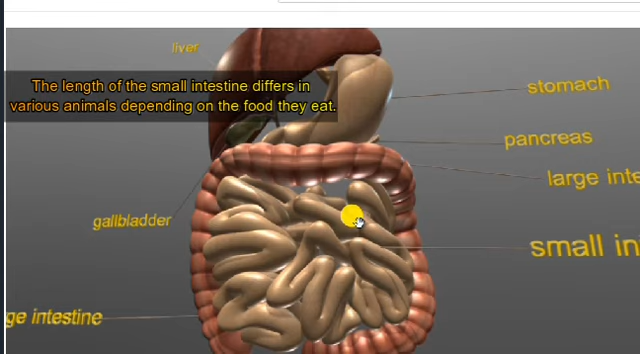 liver
The length of the small intestine differs in
various animals depending on the food they eat.
stomach
pancreas
large inte
gallbladder
small in
ge intestine